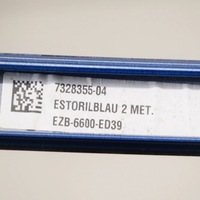 7328355-04
ESTORILBLAU 2 MET.
EZB-6600-ED39